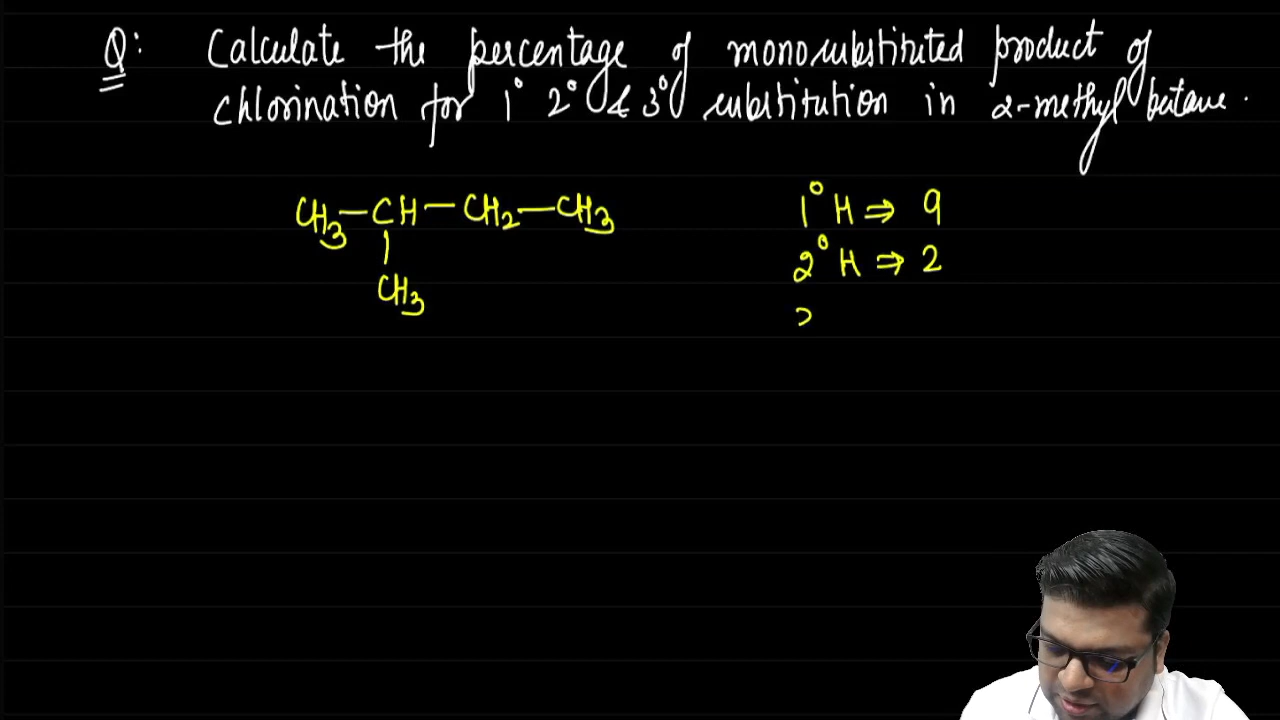 Q: Calculate the percentage of monosubstituted product of
chlorination for 1° 2° & 3° substitution in 2-methyl butane.
CH3-CH-CH2-CH3
CH3
1° H ⇒ 9
2° H ⇒ 2